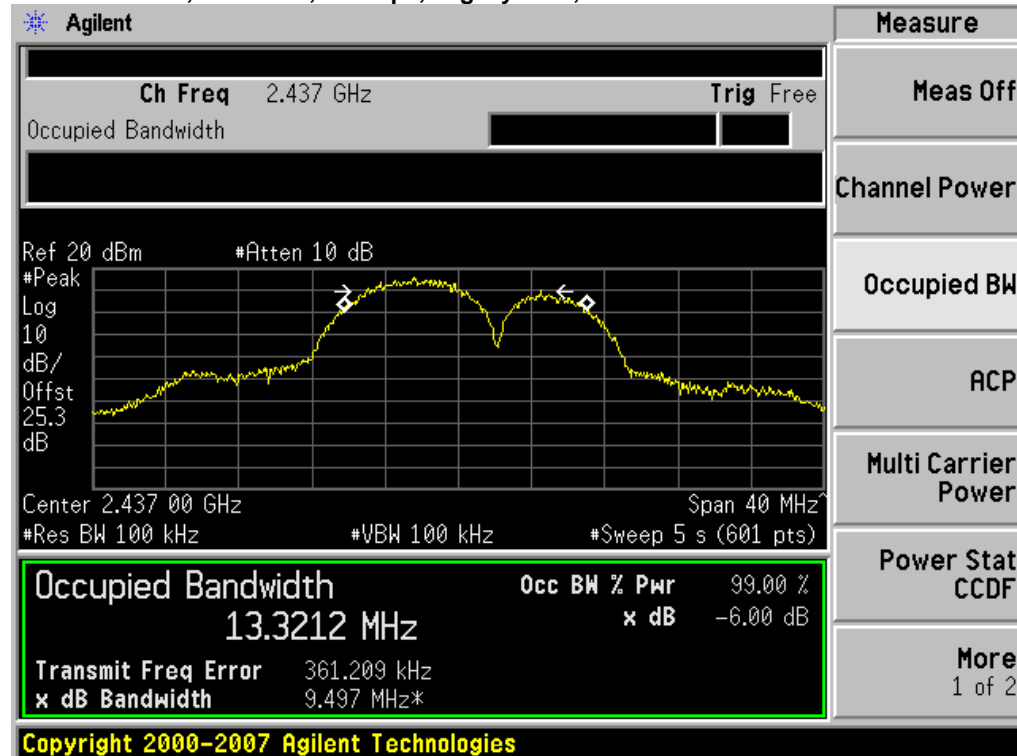 Agilent
Measure
Ch Freq 2.437 GHz
Trig Free
Occupied Bandwidth
Meas Off
Channel Power
Occupied BW
ACP
Multi Carrier
Power
Power Stat
CCDF
More
1 of 2
Ref 20 dBm #Atten 10 dB
#Peak
Log
10
dB/
Offst
25.3
dB
Center 2.437 00 GHz
Span 40 MHz^
#Res BW 100 kHz #VBW 100 kHz #Sweep 5 s (601 pts)
Occupied Bandwidth
13.3212 MHz
Occ BW % Pwr 99.00 %
x dB -6.00 dB
Transmit Freq Error 361.209 kHz
x dB Bandwidth 9.497 MHz*
Copyright 2000-2007 Agilent Technologies